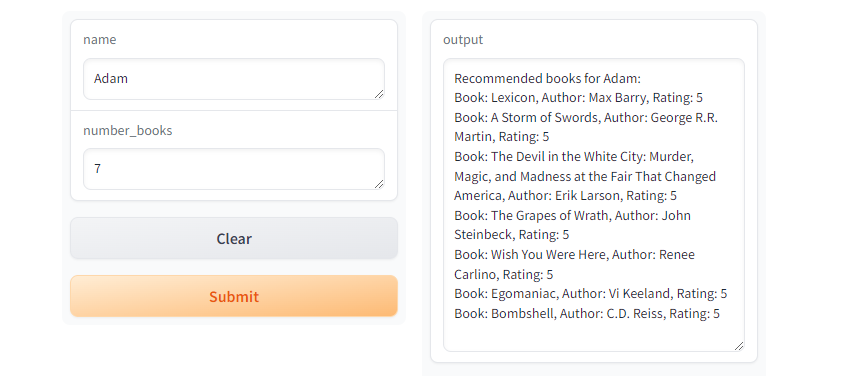 name
Adam
number_books
7
Clear
Submit
output
Recommended books for Adam:
Book: Lexicon, Author: Max Barry, Rating: 5
Book: A Storm of Swords, Author: George R.R.
Martin, Rating: 5
Book: The Devil in the White City: Murder,
Magic, and Madness at the Fair That Changed
America, Author: Erik Larson, Rating: 5
Book: The Grapes of Wrath, Author: John
Steinbeck, Rating: 5
Book: Wish You Were Here, Author: Renee
Carlino, Rating: 5
Book: Egomaniac, Author: Vi Keeland, Rating: 5
Book: Bombshell, Author: C.D. Reiss, Rating: 5